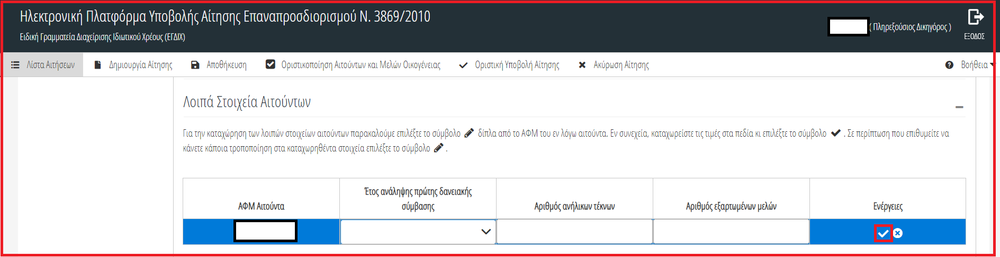 Ηλεκτρονική Πλατφόρμα Υποβολής Αίτησης Επαναπροσδιορισμού Ν. 3869/2010
Ειδική Γραμματεία Διαχείρισης Ιδιωτικού Χρέους (ΕΓΔΙΧ)
( Πληρεξούσιος Δικηγόρος )
ΕΞΟΔΟΣ
Λίστα Αιτήσεων Δημιουργία Αίτησης Αποθήκευση Οριστικοποίηση Αιτούντων και Μελών Οικογένειας Οριστική Υποβολή Αίτησης Ακύρωση Αίτησης Βοήθεια
Λοιπά Στοιχεία Αιτούντων
Για την καταχώρηση των λοιπών στοιχείων αιτούντων παρακαλούμε επιλέξτε το σύμβολο δίπλα από το ΑΦΜ του εν λόγω αιτούντα. Εν συνεχεία, καταχωρείστε τις τιμές στα πεδία κι επιλέξτε το σύμβολο . Σε περίπτωση που επιθυμείτε να
κάνετε κάποια τροποποίηση στα καταχωρηθέντα στοιχεία επιλέξτε το σύμβολο .
ΑΦΜ Αιτούντα
Έτος ανάληψης πρώτης δανειακής
σύμβασης
Αριθμός ανήλικων τέκνων
Αριθμός εξαρτωμένων μελών
Ενέργειες